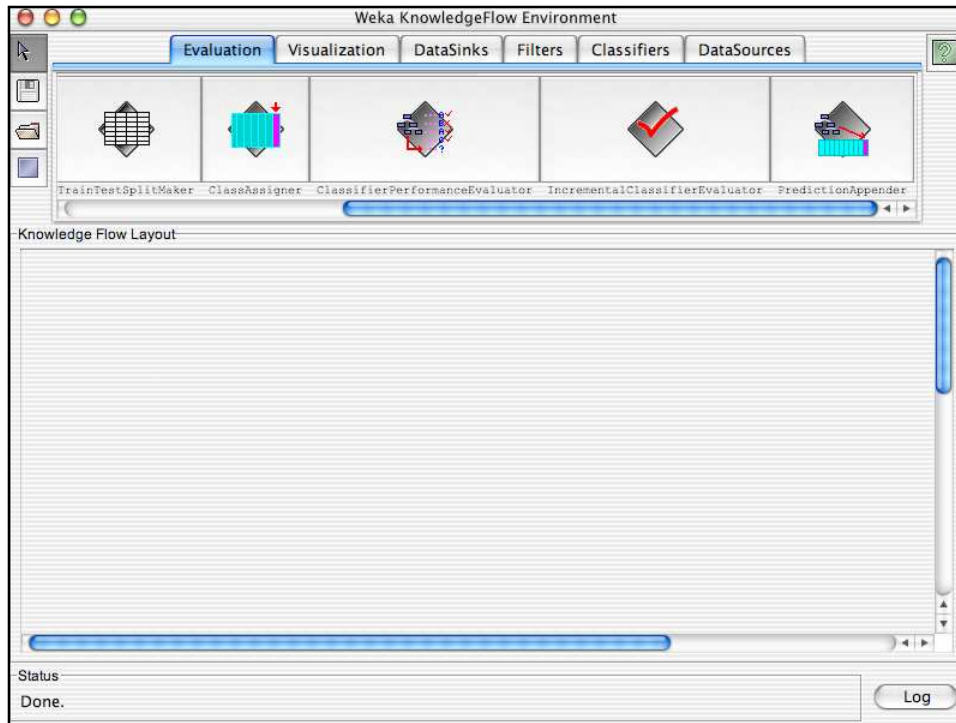 Weka KnowledgeFlow Environment
Evaluation Visualization DataSinks Filters Classifiers DataSources
?
TrainTestSplitMaker ClassAssigner ClassifierPerformanceEvaluator IncrementalClassifierEvaluator PredictionAppender
Knowledge Flow Layout
Status
Done.
Log